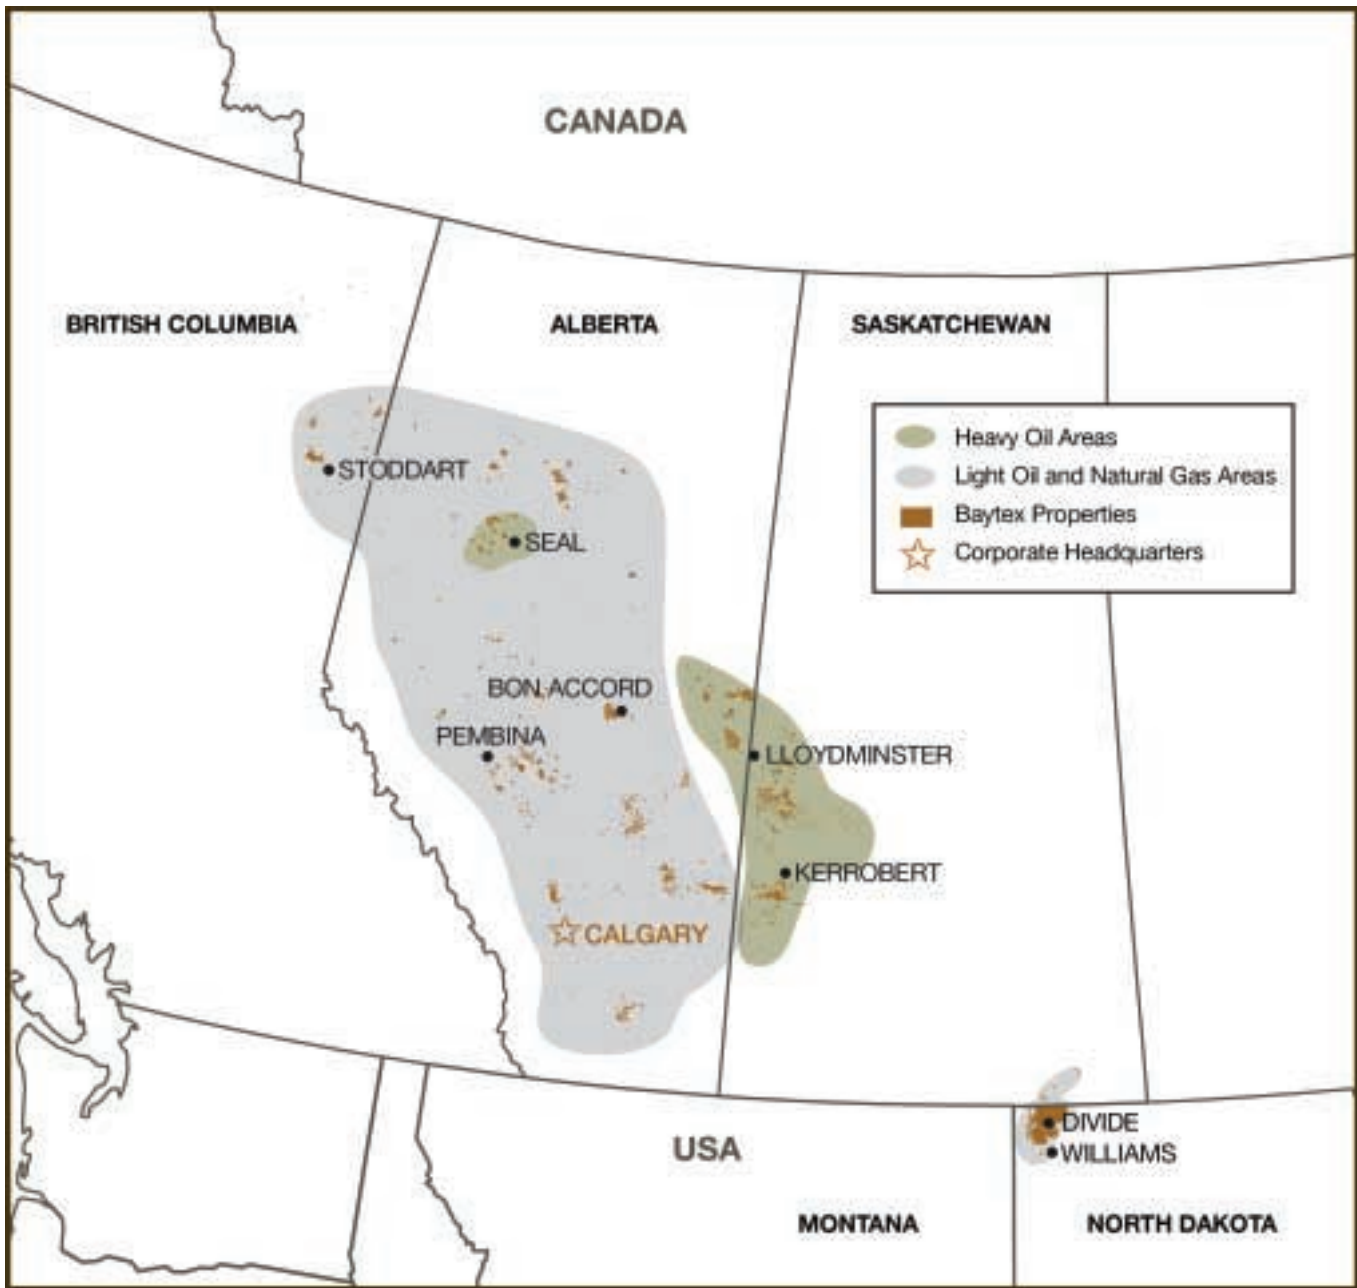 CANADA
BRITISH COLUMBIA
ALBERTA
SASKATCHEWAN
Heavy Oil Areas
Light Oil and Natural Gas Areas
Baytex Properties
Corporate Headquarters
STODDART
SEAL
BON ACCORD
PEMBINA
LLOYDMINSTER
KERROBERT
CALGARY
DIVIDE
WILLIAMS
USA
MONTANA
NORTH DAKOTA